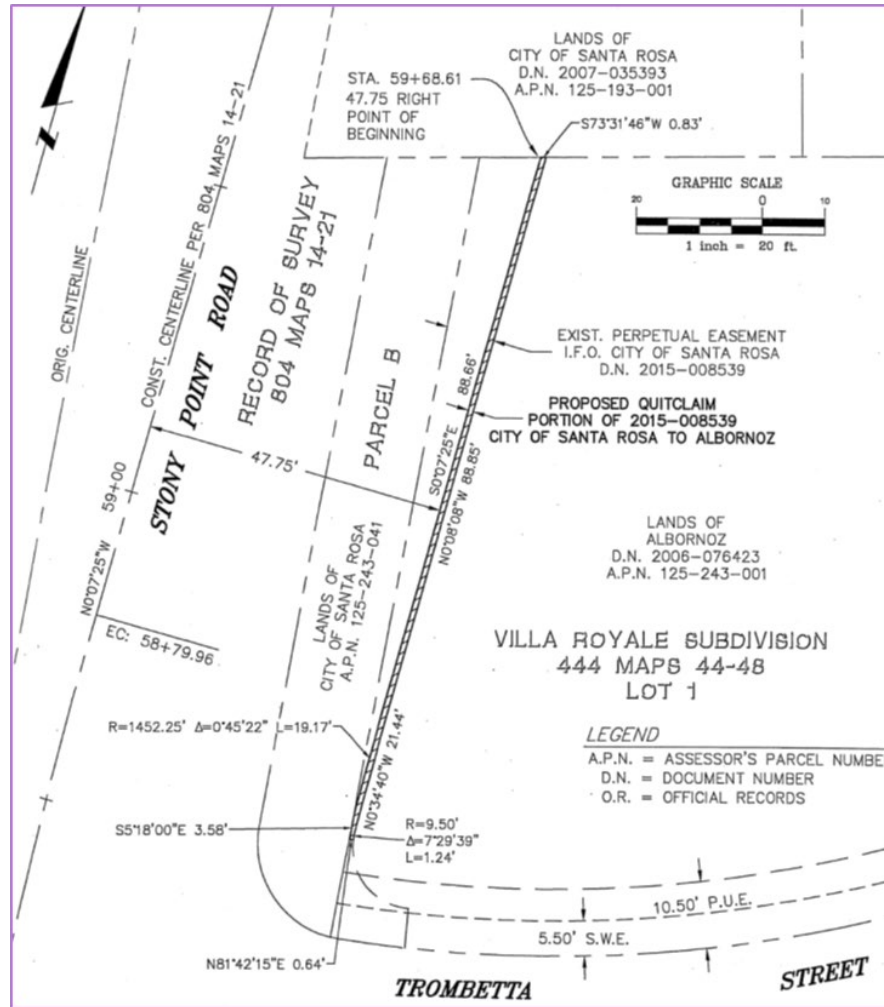 LANDS OF
CITY OF SANTA ROSA
D.N. 2007-035393
A.P.N. 125-193-001
STA. 59+68.61
47.75 RIGHT
POINT OF
BEGINNING
S73°31'46"W 0.83'
GRAPHIC SCALE
20 0 10
1 inch = 20 ft.
ORIG. CENTERLINE
CONST. CENTERLINE PER 804 MAPS 14-21
STONY POINT ROAD
RECORD OF SURVEY
804 MAPS 14-21
PARCEL B
EXIST. PERPETUAL EASEMENT
I.F.O. CITY OF SANTA ROSA
D.N. 2015-008539
PROPOSED QUITCLAIM
PORTION OF 2015-008539
CITY OF SANTA ROSA TO ALBORNOZ
S0°07'25"E 88.66'
N0°08'08"W 88.85'
47.75'
59+00
N0°07'25"W
EC: 58+79.96
LANDS OF
CITY OF SANTA ROSA
A.P.N. 125-243-041
LANDS OF
ALBORNOZ
D.N. 2006-076423
A.P.N. 125-243-001
VILLA ROYALE SUBDIVISION
444 MAPS 44-48
LOT 1
R=1452.25' Δ=0°45'22" L=19.17'
N0°34'40"W 21.44'
LEGEND
A.P.N. = ASSESSOR'S PARCEL NUMBE
D.N. = DOCUMENT NUMBER
O.R. = OFFICIAL RECORDS
S5°18'00"E 3.58'
R=9.50'
Δ=7°29'39"
L=1.24'
10.50' P.U.E.
5.50' S.W.E.
N81°42'15"E 0.64'
TROMBETTA STREET